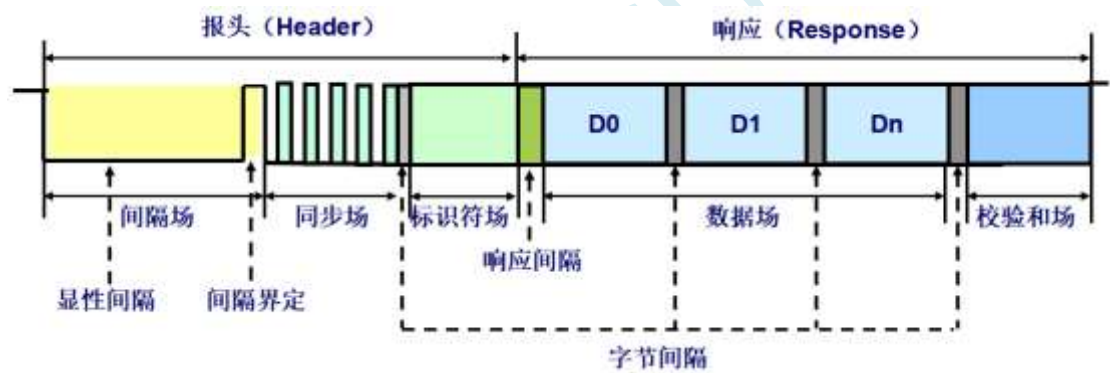 报头（Header） 响应（Response）
D0 D1 Dn
间隔场 同步场 标识符场 数据场 校验和场
响应间隔
显性间隔 间隔界定
字节间隔